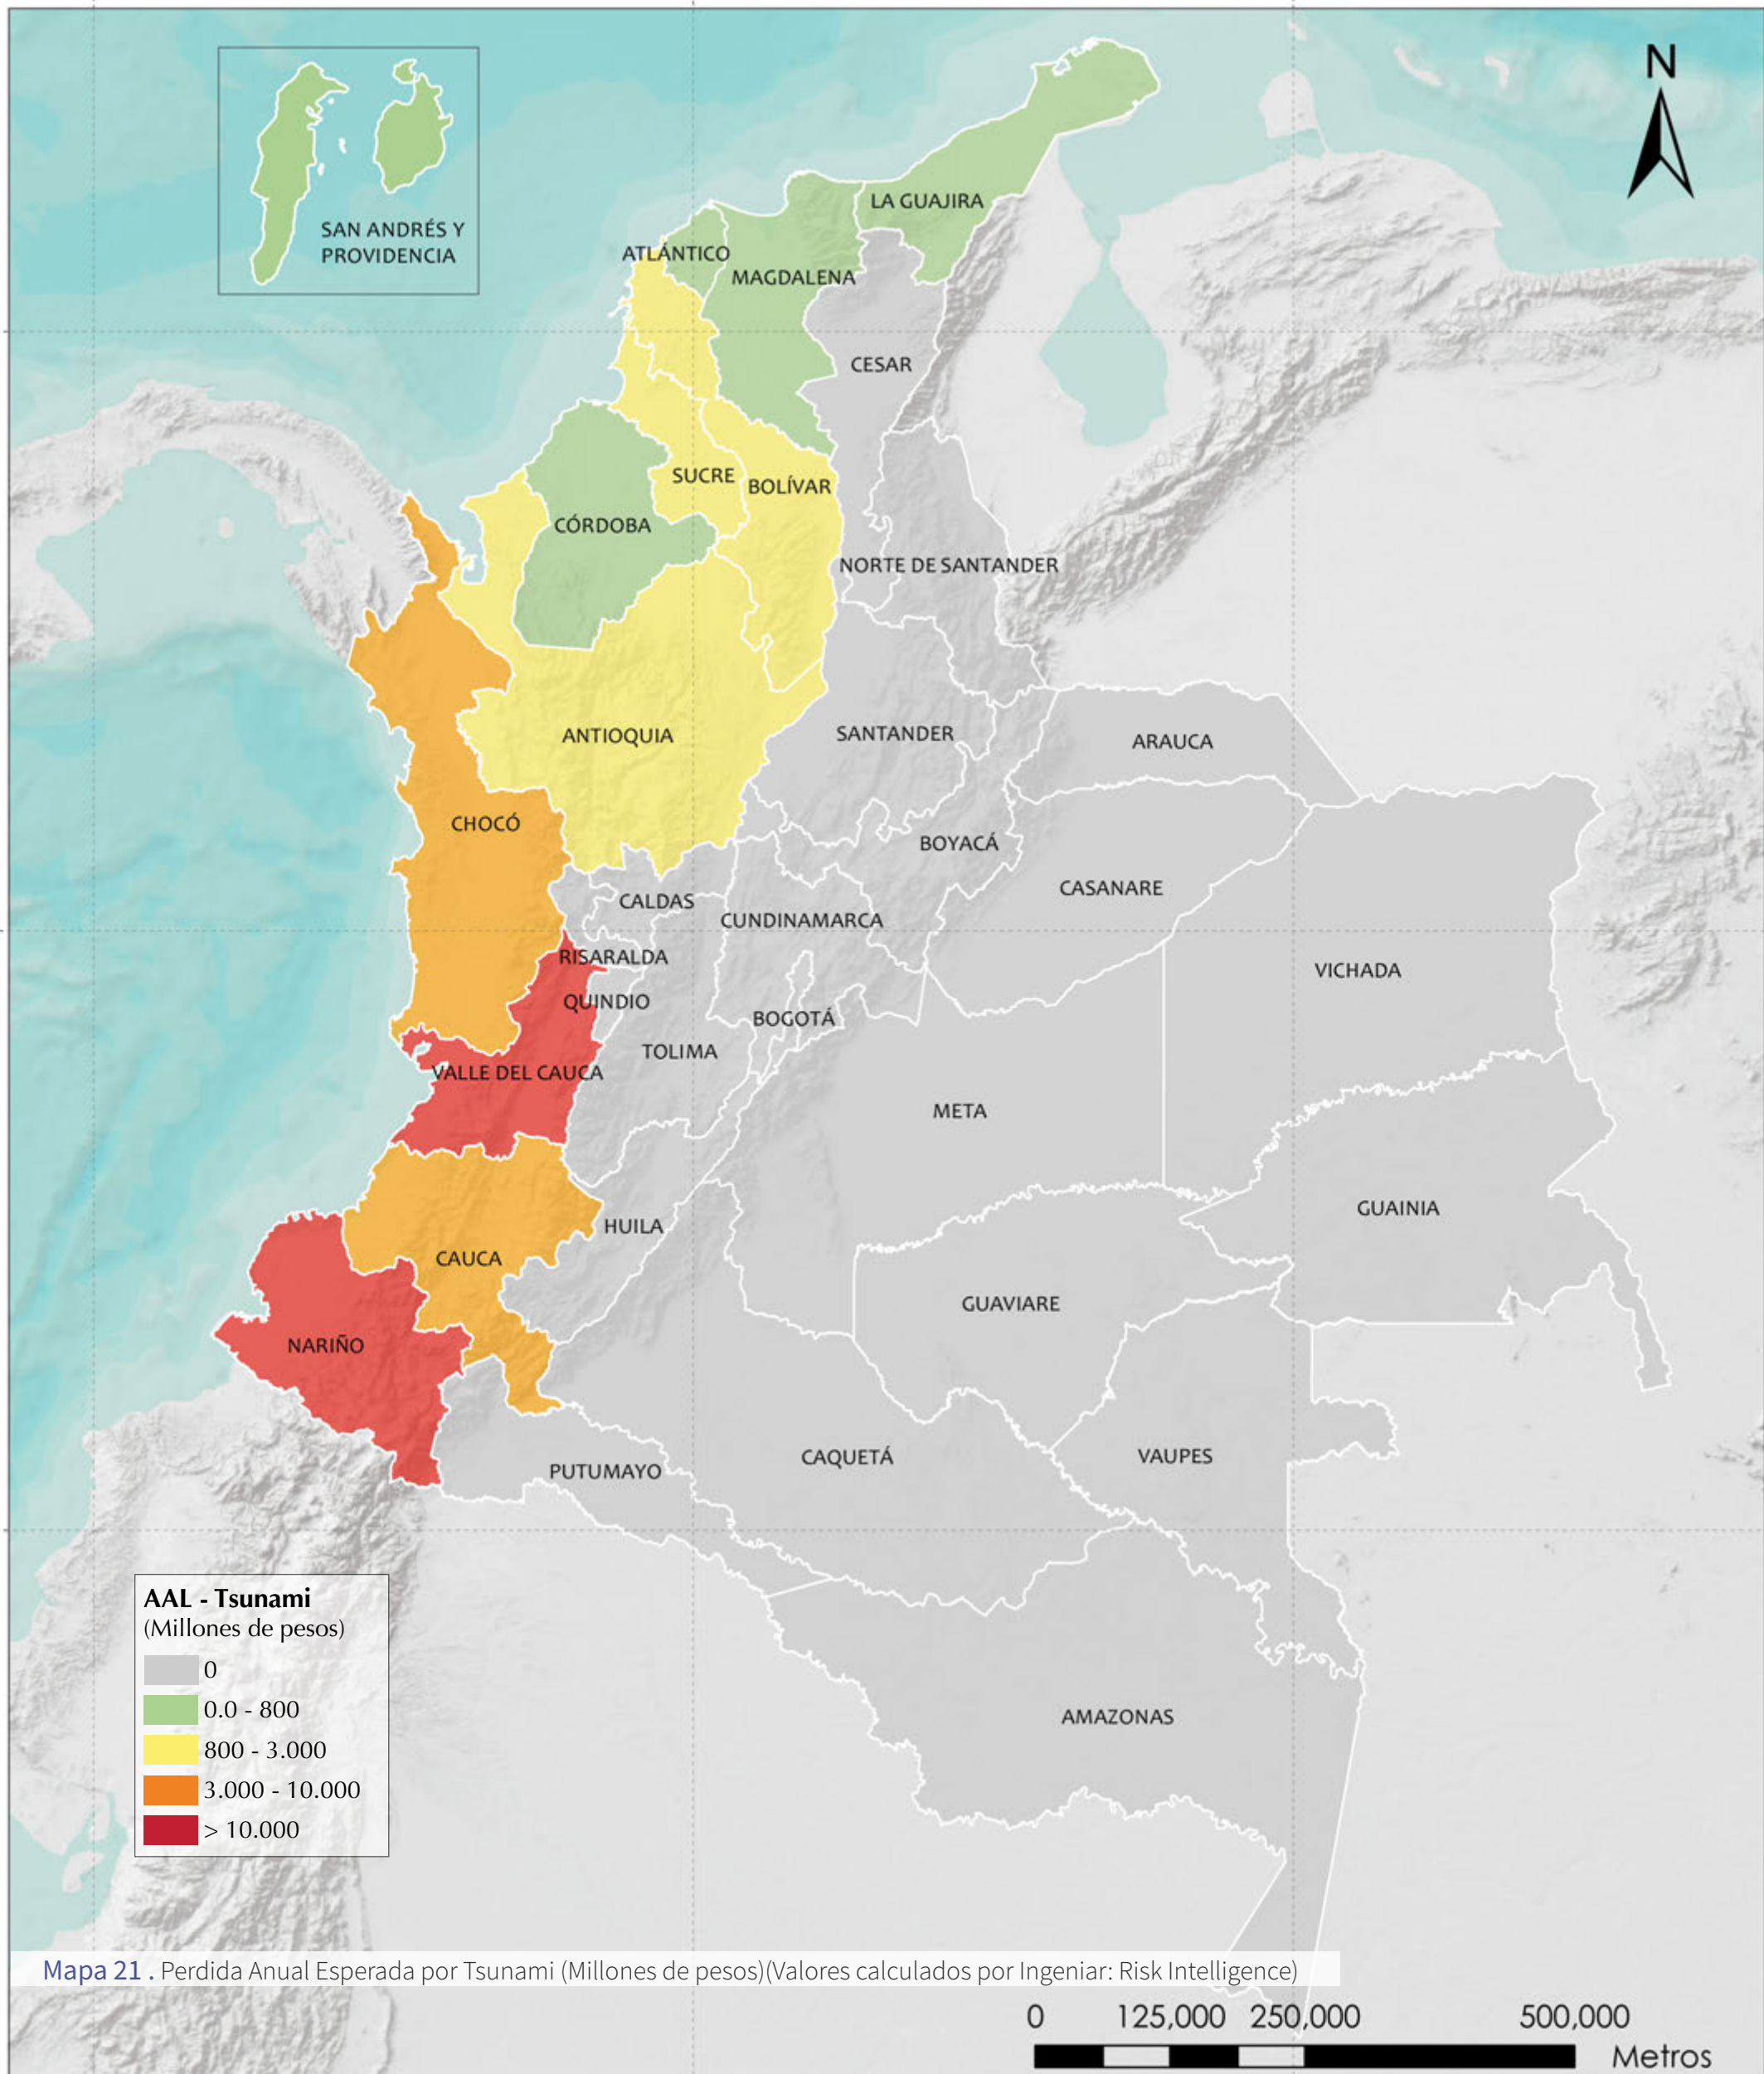 N
SAN ANDRÉS Y
PROVIDENCIA
LA GUAJIRA
ATLÁNTICO
MAGDALENA
CESAR
SUCRE
BOLÍVAR
CÓRDOBA
NORTE DE SANTANDER
ANTIOQUIA
SANTANDER
ARAUCA
CHOCÓ
BOYACÁ
CASANARE
CALDAS
CUNDINAMARCA
RISARALDA
VICHADA
QUINDIO
BOGOTÁ
TOLIMA
VALLE DEL CAUCA
META
GUAINIA
HUILA
CAUCA
GUAVIARE
NARIÑO
CAQUETÁ
VAUPES
PUTUMAYO
AMAZONAS
AAL - Tsunami
(Millones de pesos)
0
0.0 - 800
800 - 3.000
3.000 - 10.000
> 10.000
Mapa 21 . Perdida Anual Esperada por Tsunami (Millones de pesos)(Valores calculados por Ingeniar: Risk Intelligence)
0 125,000 250,000 500,000
Metros